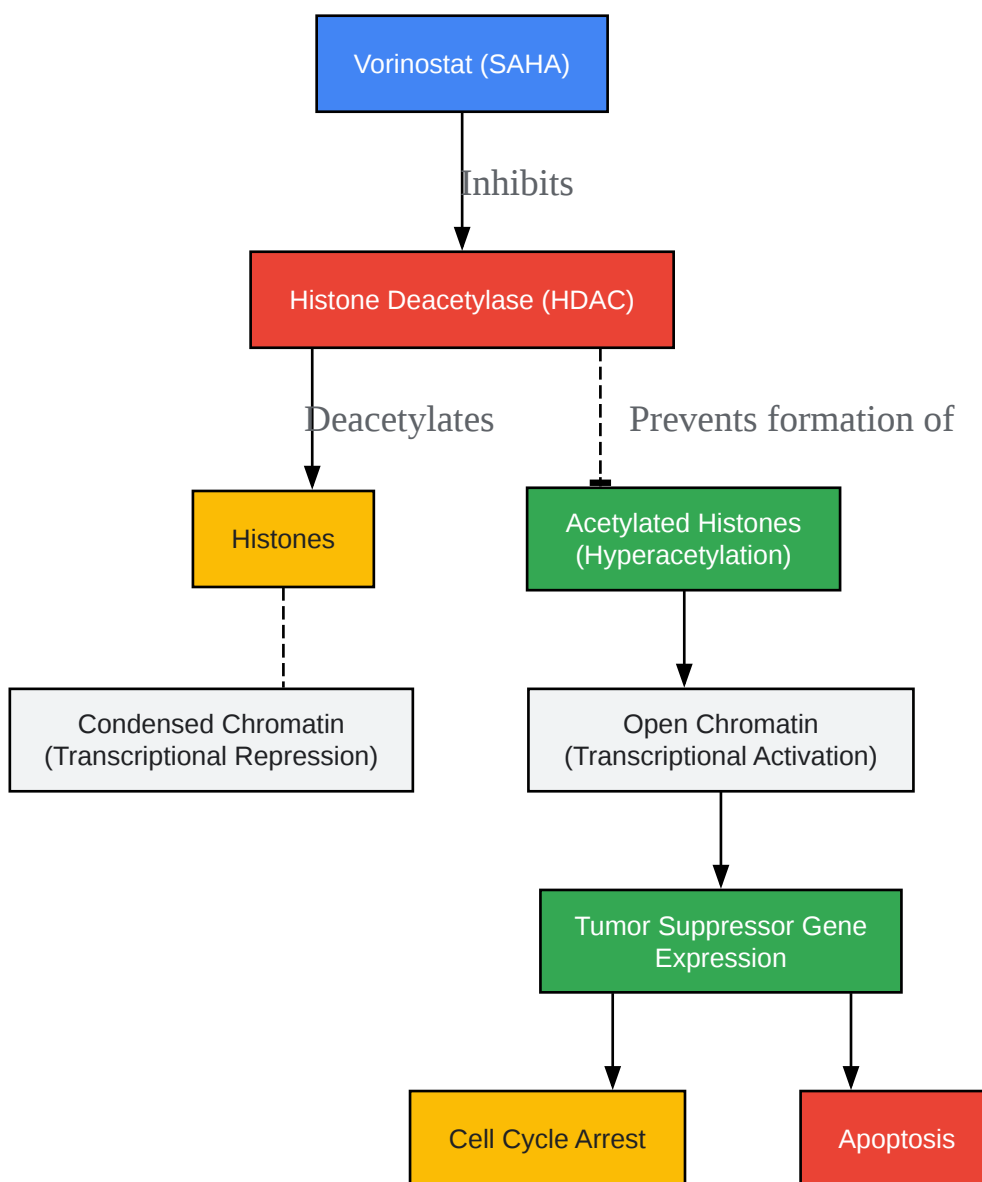 Vorinostat (SAHA)
Inhibits
Histone Deacetylase (HDAC)
Deacetylates
Prevents formation of
Histones
Acetylated Histones
(Hyperacetylation)
Condensed Chromatin
(Transcriptional Repression)
Open Chromatin
(Transcriptional Activation)
Tumor Suppressor Gene
Expression
Cell Cycle Arrest
Apoptosis